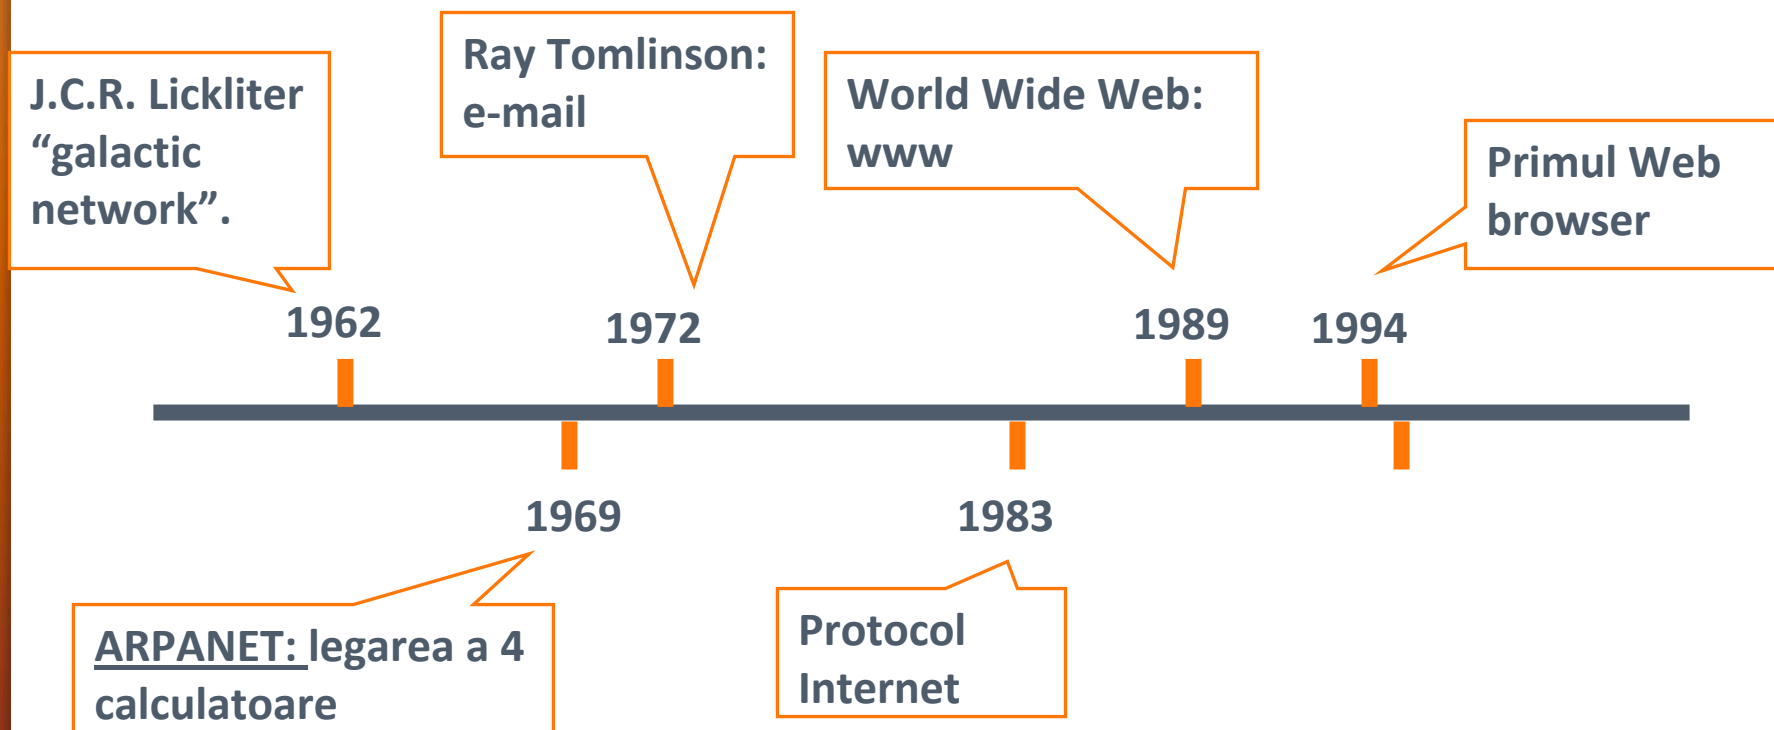 J.C.R. Lickliter
“galactic
network”.
Ray Tomlinson:
e-mail
World Wide Web:
www
Primul Web
browser
1962
1972
1989
1994
1969
1983
ARPANET: legarea a 4
calculatoare
Protocol
Internet